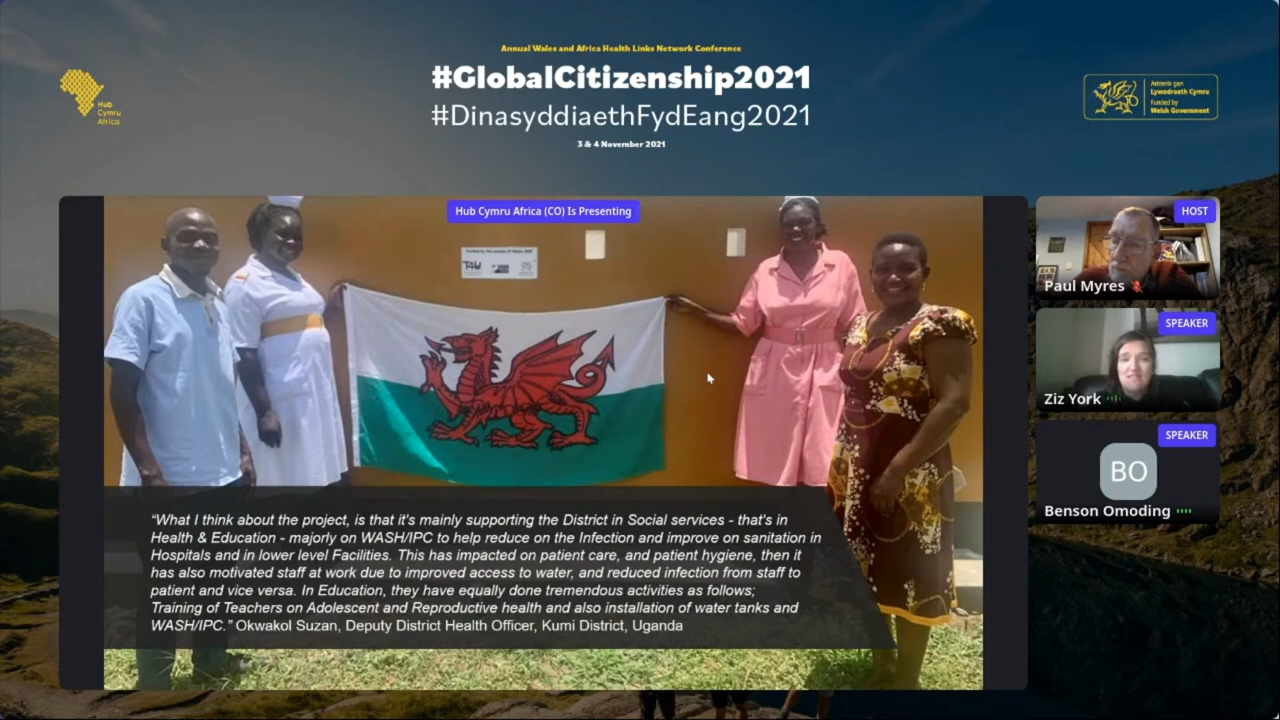 Annual Wales and Africa Health Links Network Conference
#GlobalCitizenship2021
#DinasyddiaethFydEang2021
3 & 4 November 2021
Hub
Cymru
Africa
Ariennir gan
Lywodraeth Cymru
Funded by
Welsh Government
Hub Cymru Africa (CO) Is Presenting
T4U
HOST
Paul Myres
SPEAKER
Ziz York
SPEAKER
BO
Benson Omoding
“What I think about the project, is that it's mainly supporting the District in Social services - that's in
Health & Education - majorly on WASH/IPC to help reduce on the Infection and improve on sanitation in
Hospitals and in lower level Facilities. This has impacted on patient care, and patient hygiene, then it
has also motivated staff at work due to improved access to water, and reduced infection from staff to
patient and vice versa. In Education, they have equally done tremendous activities as follows;
Training of Teachers on Adolescent and Reproductive health and also installation of water tanks and
WASH/IPC.” Okwakol Suzan, Deputy District Health Officer, Kumi District, Uganda